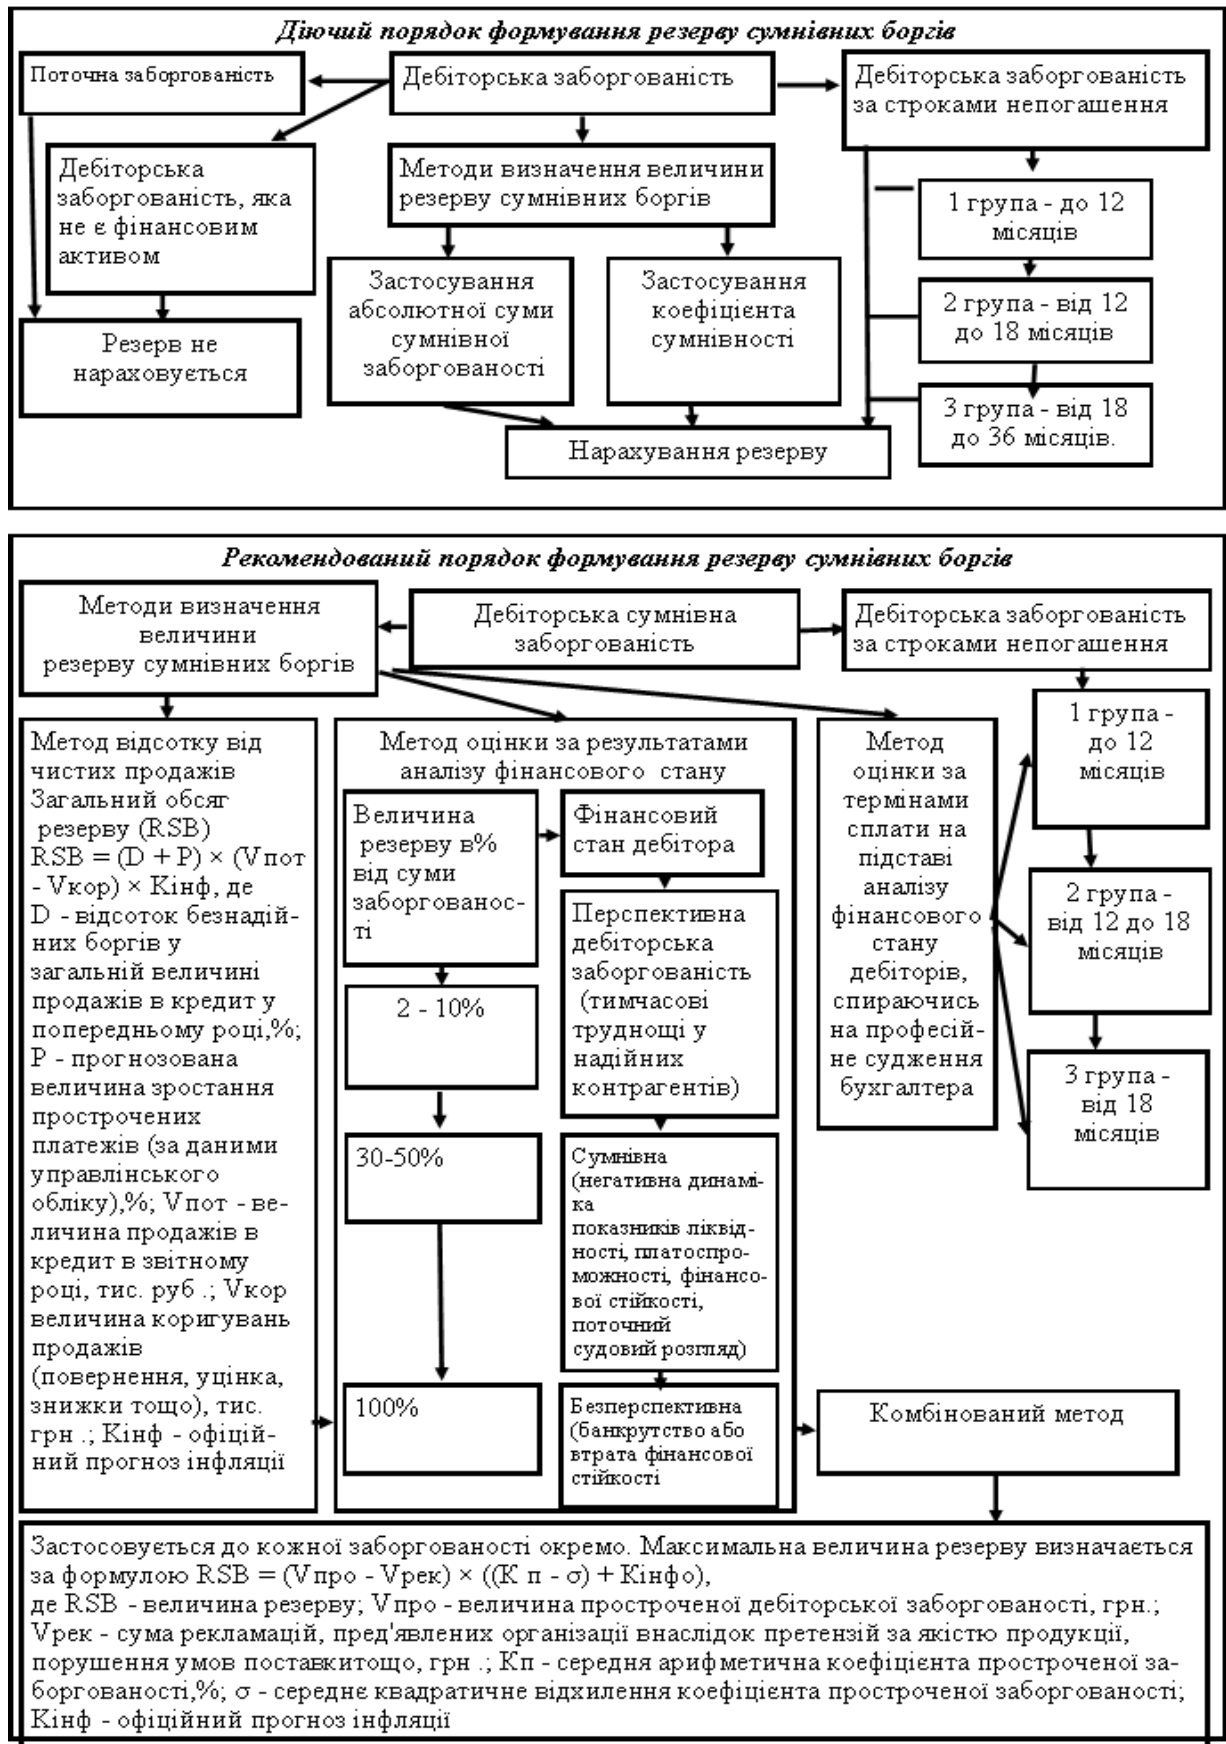 Діючий порядок формування резерву сумнівних боргів
Поточна заборгованість
Дебіторська заборгованість
Дебіторська заборгованість
за строками непогашення
Дебіторська
заборгованість, яка
не є фінансовим
активом
Методи визначення величини
резерву сумнівних боргів
1 група - до 12
місяців
Застосування
абсолютної суми
сумнівної
заборгованості
Застосування
коефіцієнта
сумнівності
2 група - від 12
до 18 місяців
Резерв не
нараховується
3 група - від 18
до 36 місяців.
Нарахування резерву
Рекомендований порядок формування резерву сумнівних боргів
Методи визначення
величини
резерву сумнівних боргів
Дебіторська сумнівна
заборгованість
Дебіторська заборгованість
за строками непогашення
Метод відсотку від
чистих продажів
Загальний обсяг
резерву (RSB)
RSB = (D + P) × (Vпот
- Vкор) × Кінф, де
D - відсоток безнадій-
них боргів у
загальній величині
продажів в кредит у
попередньому році,%;
P - прогнозована
величина зростання
прострочених
платежів (за даними
управлінського
обліку),%; Vпот - ве-
личина продажів в
кредит в звітному
році, тис. руб .; Vкор
величина коригувань
продажів
(повернення, уцінка,
знижки тощо), тис.
грн .; Кінф - офіцій-
ний прогноз інфляції
Метод оцінки за результатами
аналізу фінансового стану
Величина
резерву в%
від суми
заборгованос-
ті
2 - 10%
30-50%
100%
Фінансовий
стан дебітора
Перспективна
дебіторська
заборгованість
(тимчасові
труднощі у
надійних
контрагентів)
Сумнівна
(негативна динамі-
ка
показників ліквід-
ності, платоспро-
можності, фінансо-
вої стійкості,
поточний
судовий розгляд)
Безперспективна
(банкрутство або
втрата фінансової
стійкості
Метод
оцінки за
термінами
сплати на
підставі
аналізу
фінансового
стану
дебіторів,
спираючись
на професій-
не судження
бухгалтера
1 група -
до 12
місяців
2 група -
від 12 до 18
місяців
3 група -
від 18
місяців
Комбінований метод
Застосовується до кожної заборгованості окремо. Максимальна величина резерву визначається
за формулою RSB = (Vпро - Vрек) × ((К п - σ) + Кінфо),
де RSB - величина резерву; Vпро - величина простроченої дебіторської заборгованості, грн.;
Vрек - сума рекламацій, пред'явлених організації внаслідок претензій за якістю продукції,
порушення умов поставкитощо, грн .; Кп - середня арифметична коефіцієнта простроченої за-
боргованості,%; σ - середнє квадратичне відхилення коефіцієнта простроченої заборгованості;
Кінф - офіційний прогноз інфляції